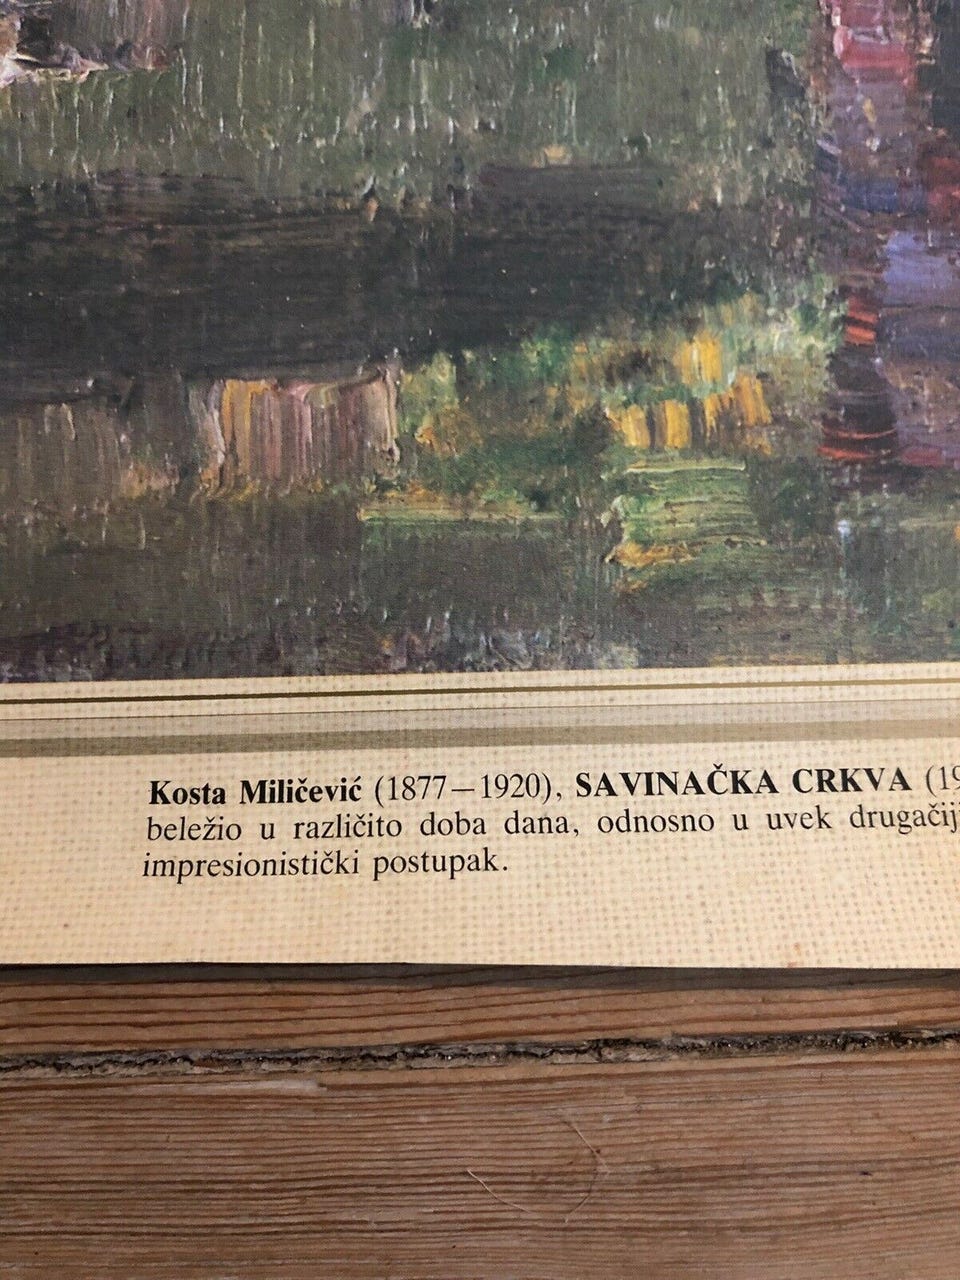 Kosta Miličević (1877—1920), SAVINAČKA CRKVA
beležio u različito doba dana, odnosno u uvek
impresionistički postupak.